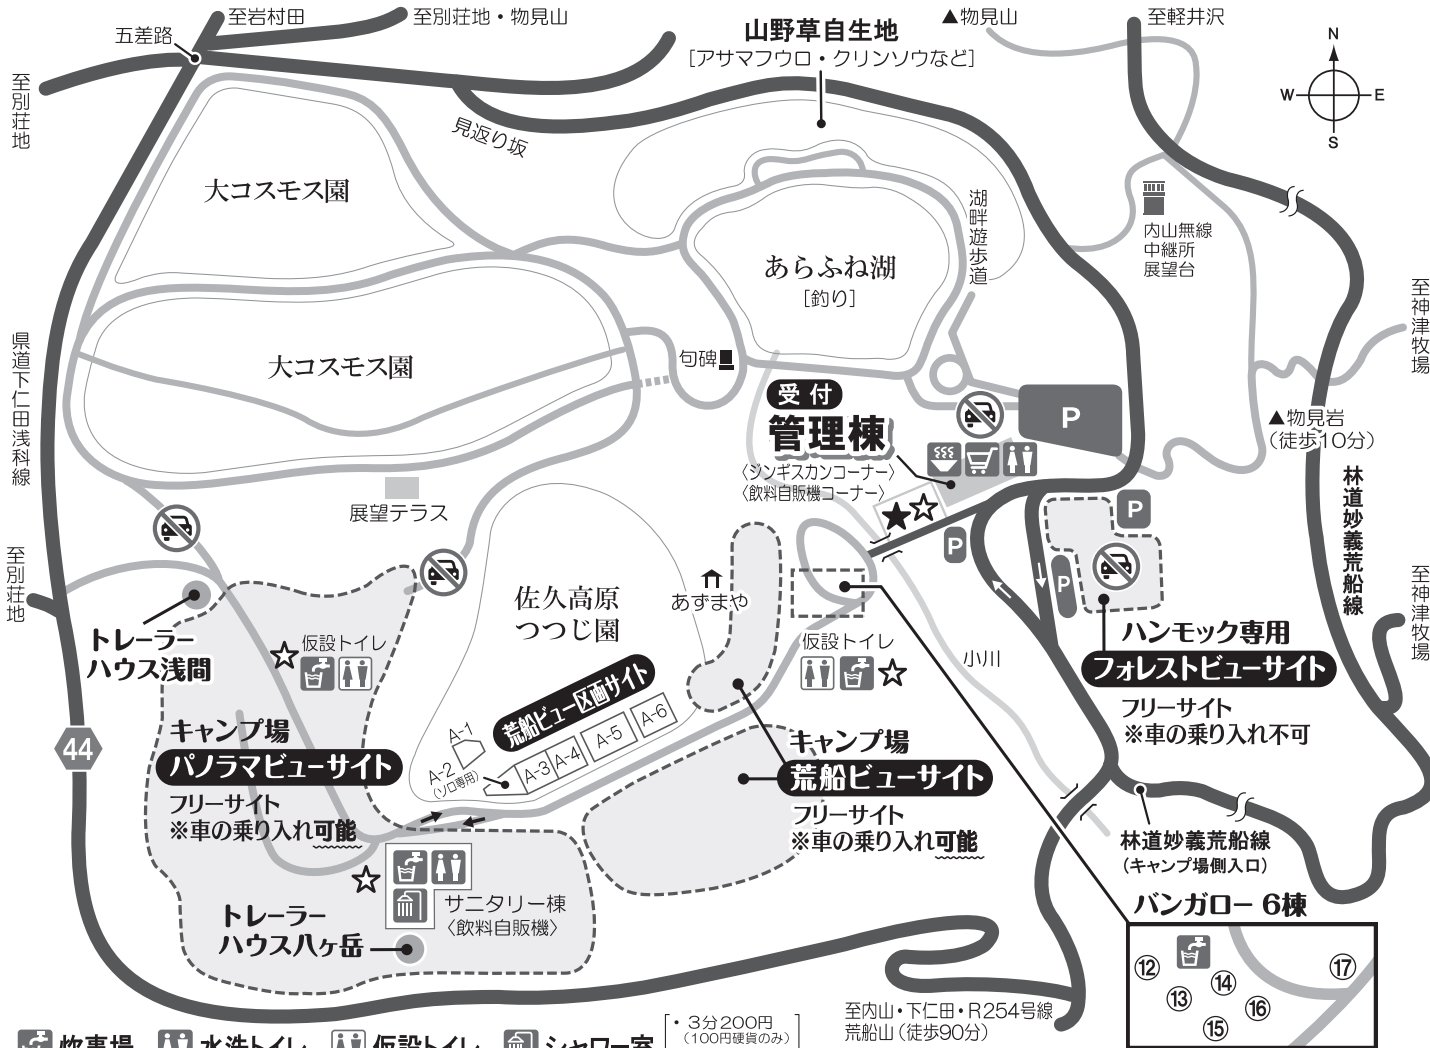 至岩村田
至別荘地・物見山
五差路
山野草自生地
[アサマフウロ・クリンソウなど]
▲物見山
至軽井沢
N
W
E
S
至別荘地
見返り坂
大コスモス園
湖畔遊歩道
内山無線
中継所
展望台
あらふね湖
[釣り]
至神津牧場
県道下仁田浅科線
大コスモス園
句碑
受付
管理棟
〈ジンギスカンコーナー〉
〈飲料自販機コーナー〉
P
▲物見岩
(徒歩10分)
林道妙義荒船線
展望テラス
P
P
P
至別荘地
佐久高原
つつじ園
あずまや
至神津牧場
トレーラー
ハウス浅間
仮設トイレ
仮設トイレ
小川
ハンモック専用
フォレストビューサイト
フリーサイト
※車の乗り入れ不可
荒船ビュー区画サイト
A-1
A-2
(ソロ専用)
A-3
A-4
A-5
A-6
44
キャンプ場
パノラマビューサイト
フリーサイト
※車の乗り入れ可能
キャンプ場
荒船ビューサイト
フリーサイト
※車の乗り入れ可能
林道妙義荒船線
(キャンプ場側入口)
サニタリー棟
〈飲料自販機〉
トレーラー
ハウス八ヶ岳
バンガロー 6棟
⑫
⑬
⑭
⑮
⑯
⑰
至内山・下仁田・R254号線
荒船山(徒歩90分)
炊事場
水洗トイレ
仮設トイレ
シャワー室
・3分200円
(100円硬貨のみ)